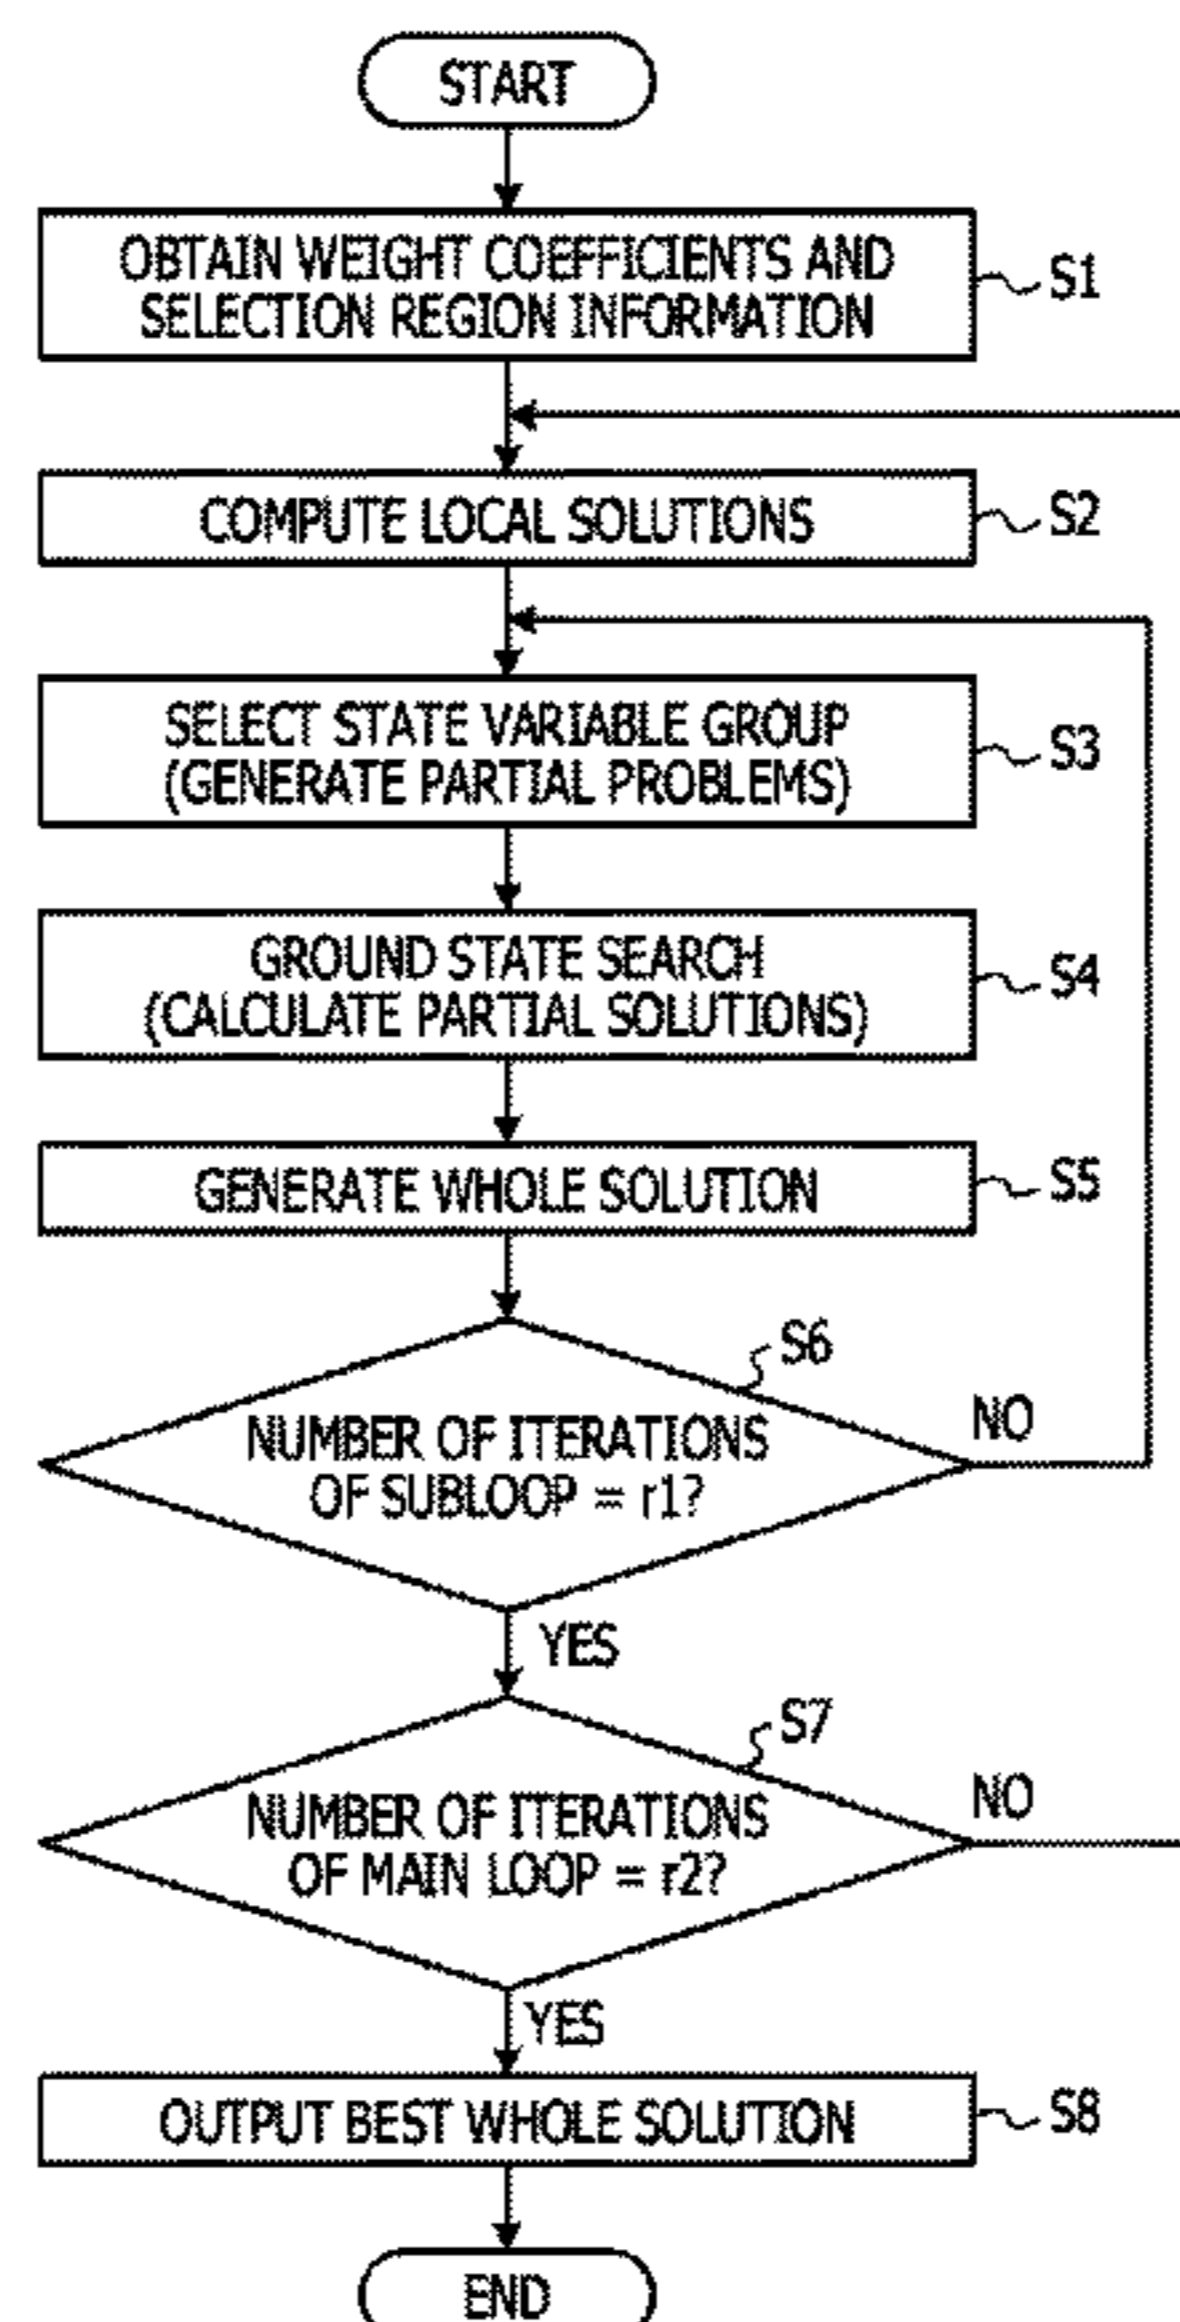 START
OBTAIN WEIGHT COEFFICIENTS AND
SELECTION REGION INFORMATION
S1
COMPUTE LOCAL SOLUTIONS
S2
SELECT STATE VARIABLE GROUP
(GENERATE PARTIAL PROBLEMS)
S3
GROUND STATE SEARCH
(CALCULATE PARTIAL SOLUTIONS)
S4
GENERATE WHOLE SOLUTION
S5
S6
NUMBER OF ITERATIONS
OF SUBLOOP = r1?
NO
YES
S7
NUMBER OF ITERATIONS
OF MAIN LOOP = r2?
NO
YES
OUTPUT BEST WHOLE SOLUTION
S8
END